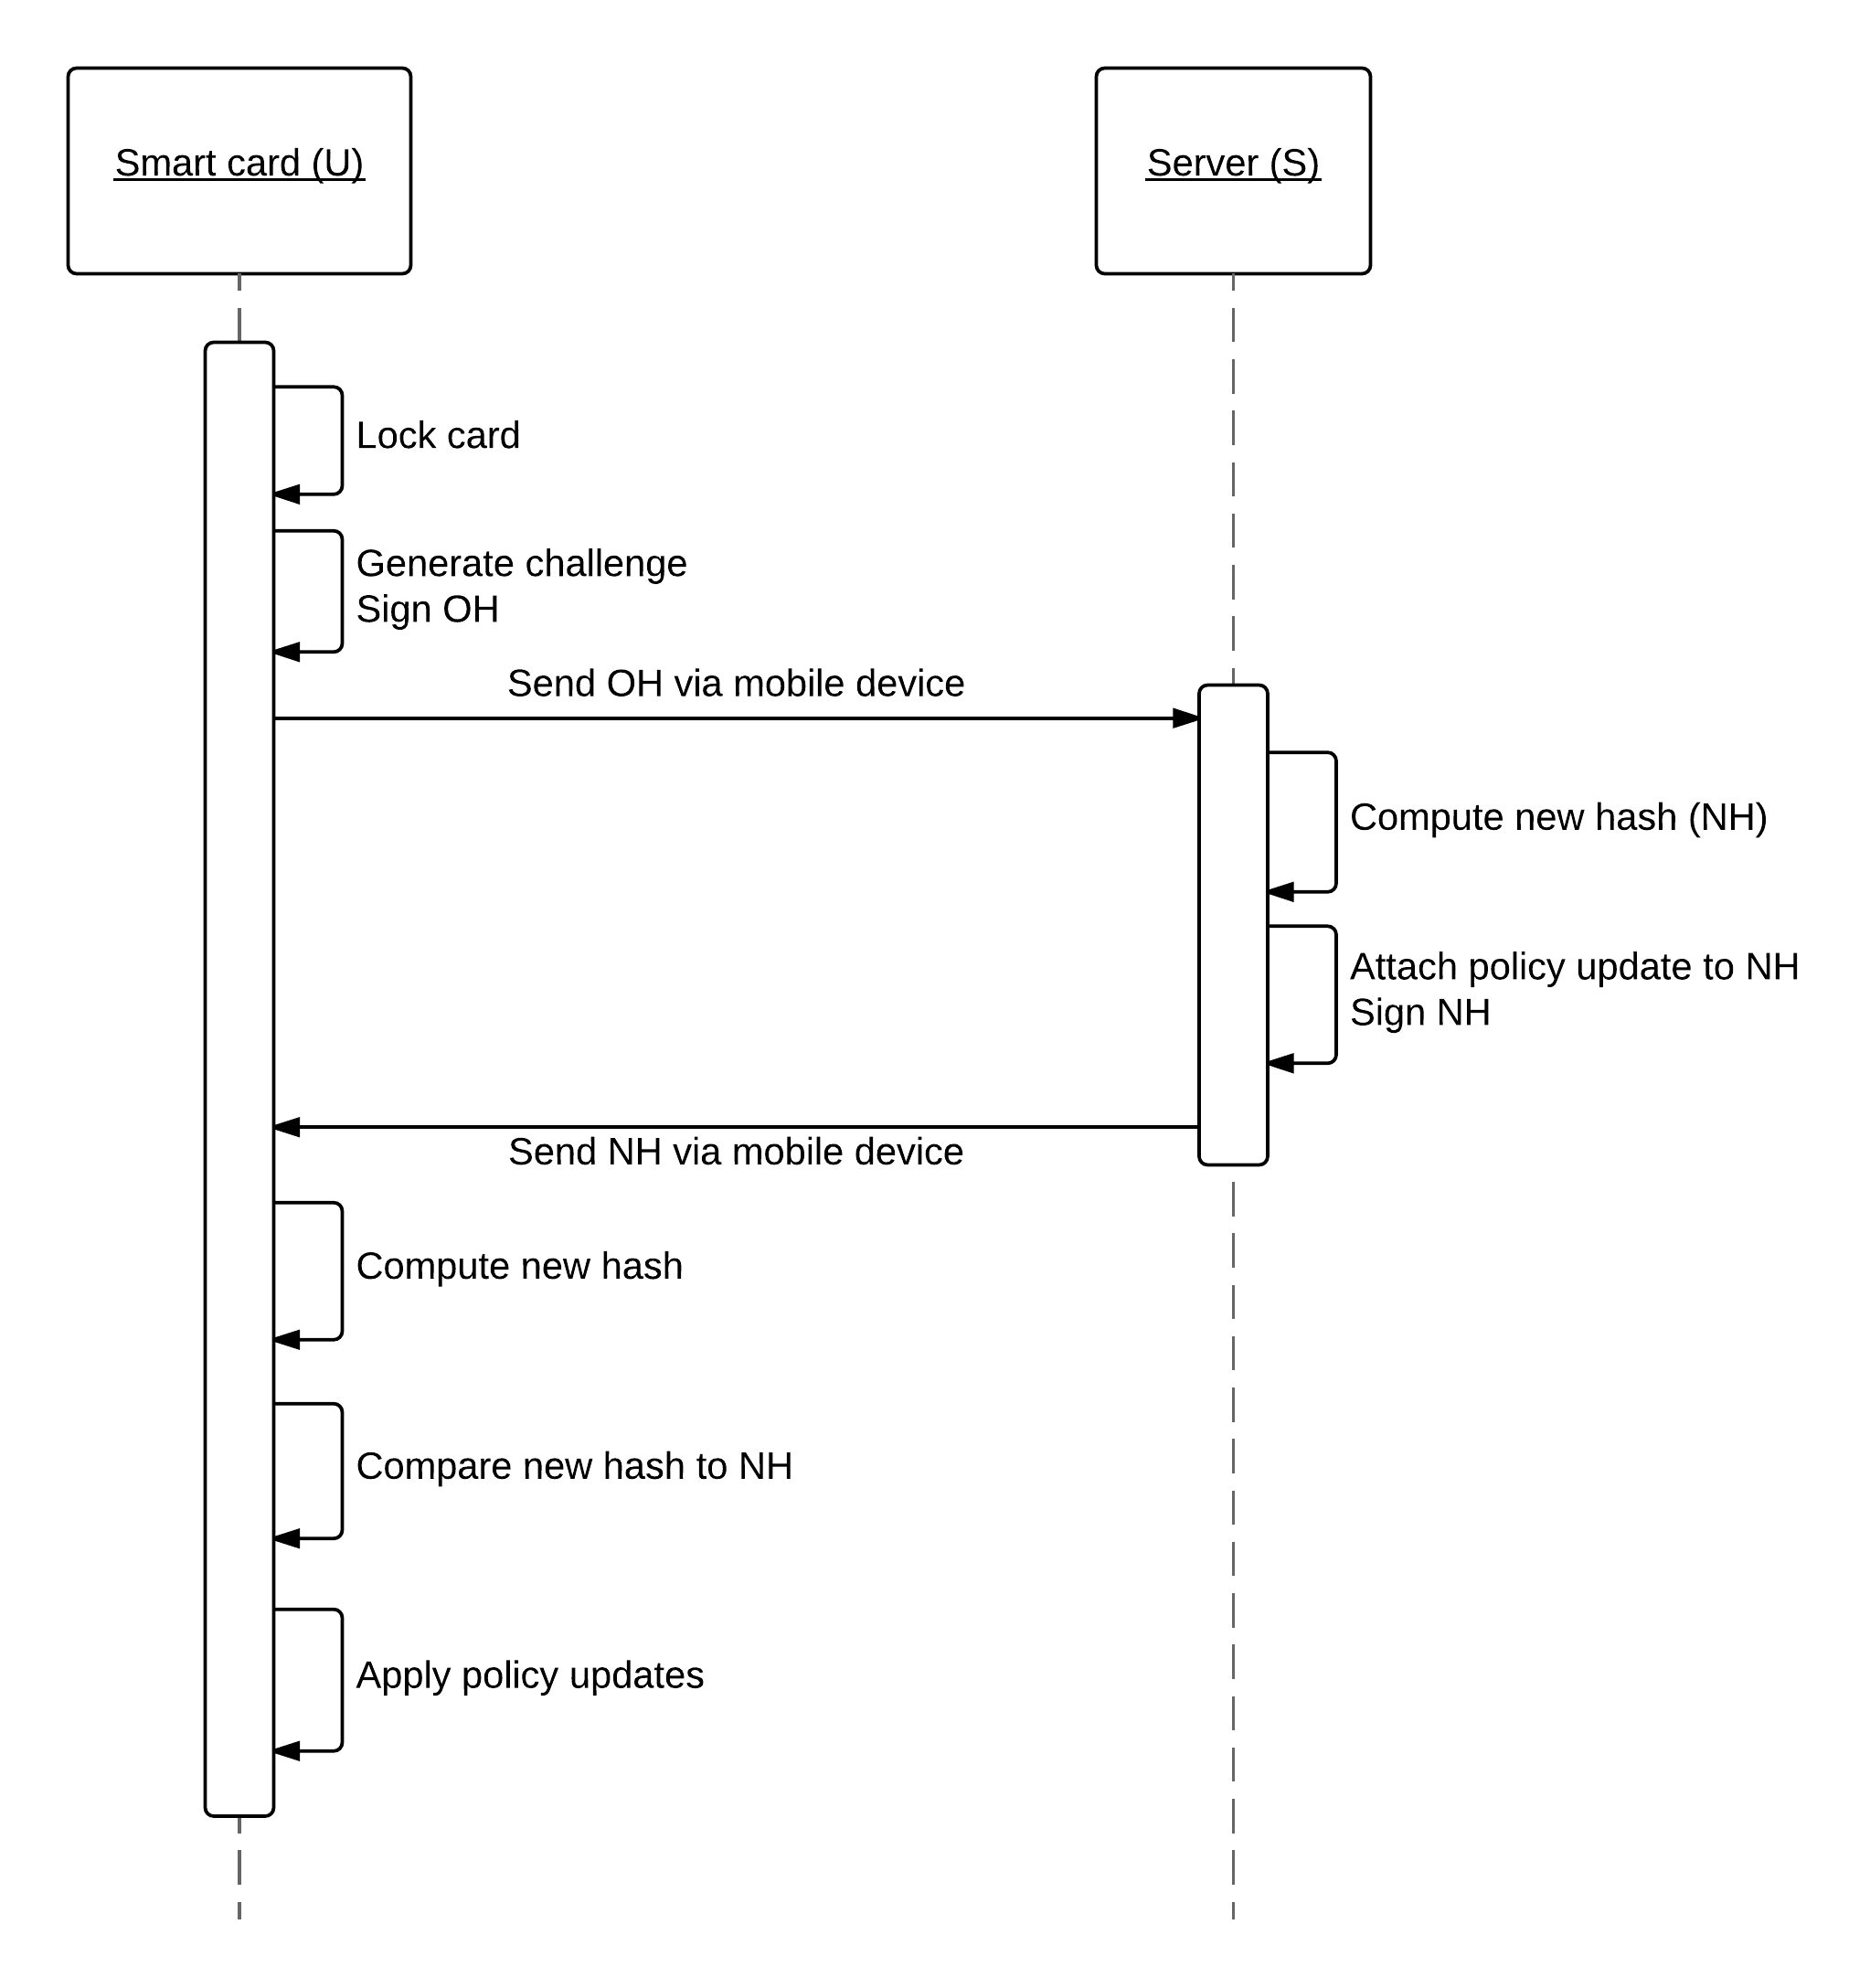 Smart card (U)
Server (S)
Lock card
Generate challenge
Sign OH
Send OH via mobile device
Compute new hash (NH)
Attach policy update to NH
Sign NH
Send NH via mobile device
Compute new hash
Compare new hash to NH
Apply policy updates